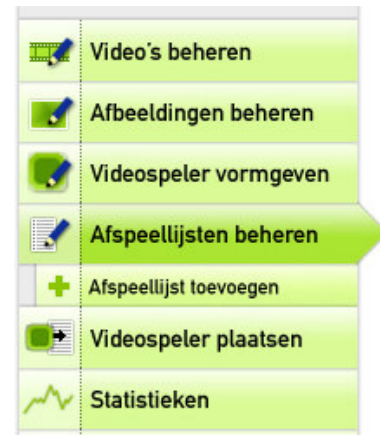 Video's beheren
Afbeeldingen beheren
Videospeler vormgeven
Afspeellijsten beheren
Afspeellijst toevoegen
Videospeler plaatsen
Statistieken